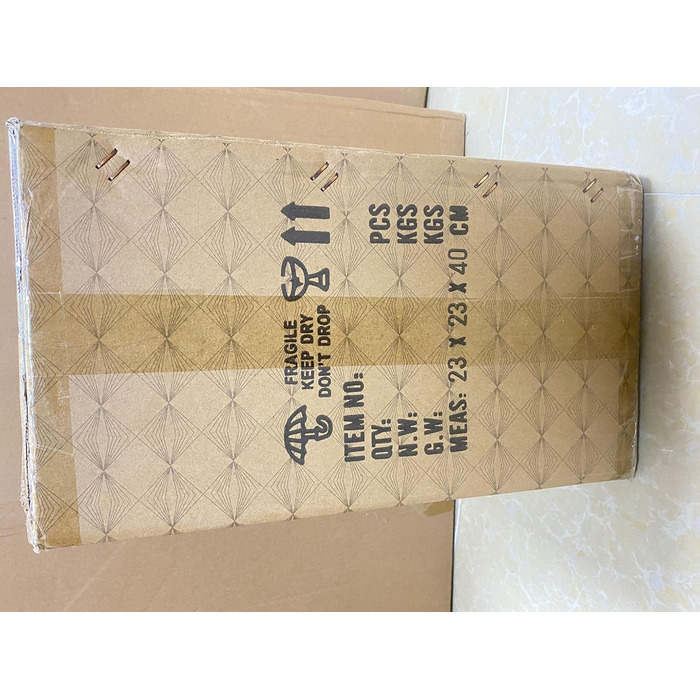 FRAGILE
KEEP DRY
DON'T DROP
ITEM NO:
QTY: PCS
N.W: KGS
G.W: KGS
MEAS: 23 X 23 X 40 CM